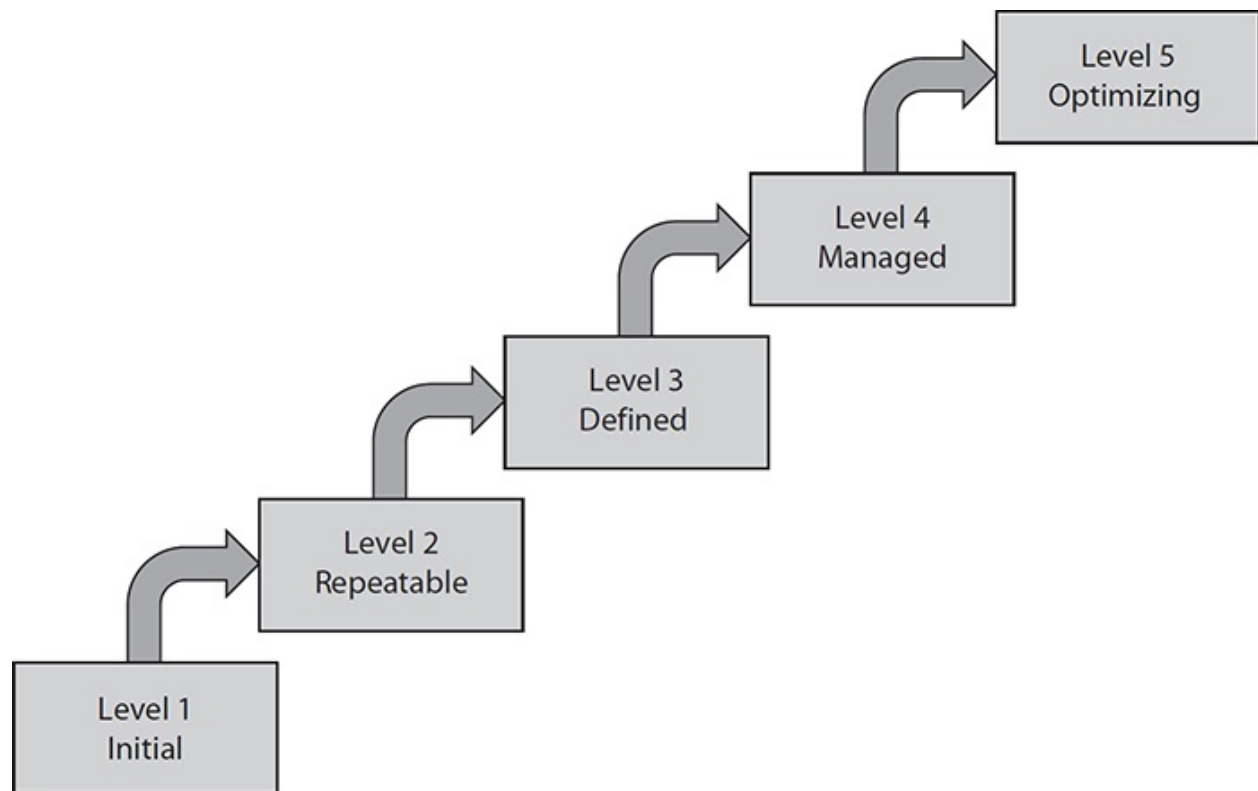 Level 5
Optimizing
Level 4
Managed
Level 3
Defined
Level 2
Repeatable
Level 1
Initial